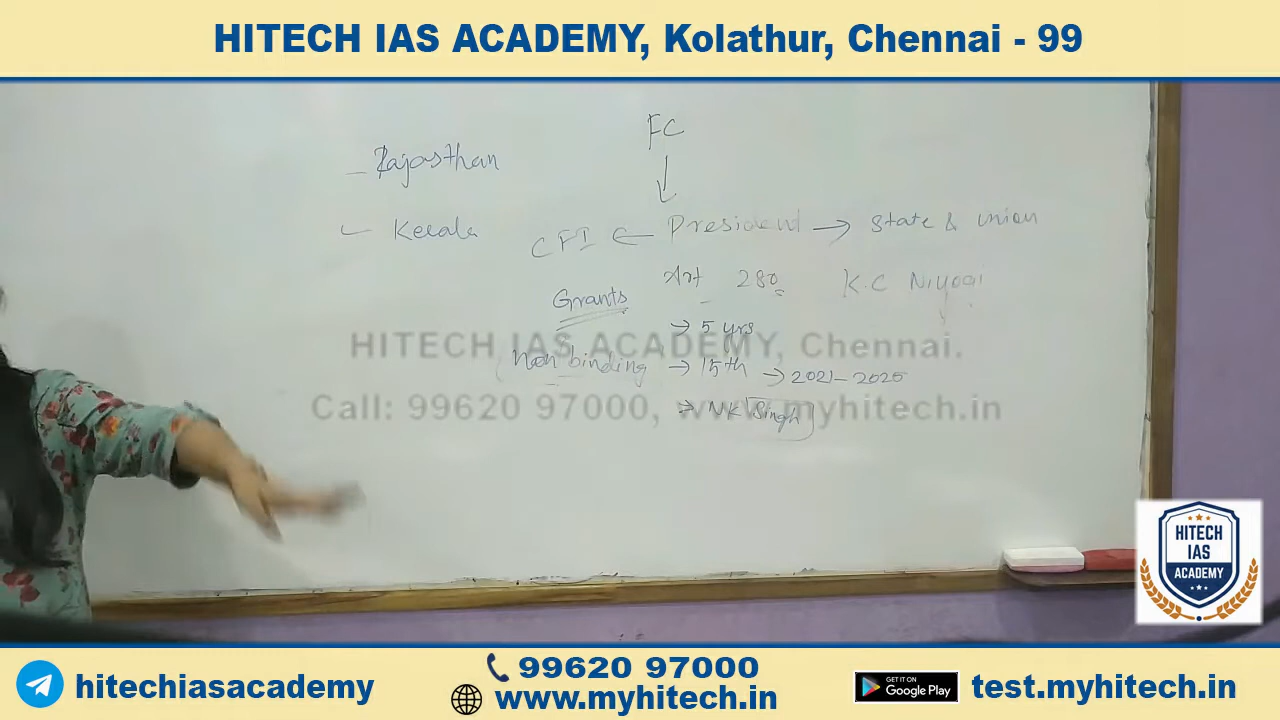 HITECH IAS ACADEMY, Kolathur, Chennai - 99
FC
- Rajasthan
- Kerala
CFI ← President → State & union
Art 280 K.C Niyogi
Grants
→ 5 yrs
HITECH IAS ACADEMY, Chennai.
(Non binding → 15th → 2021-2025
Call: 99620 97000, www.myhitech.in
→ NK Singh
HITECH
IAS
ACADEMY
hitechiasacademy
99620 97000
www.myhitech.in
GET IT ON
Google Play
test.myhitech.in